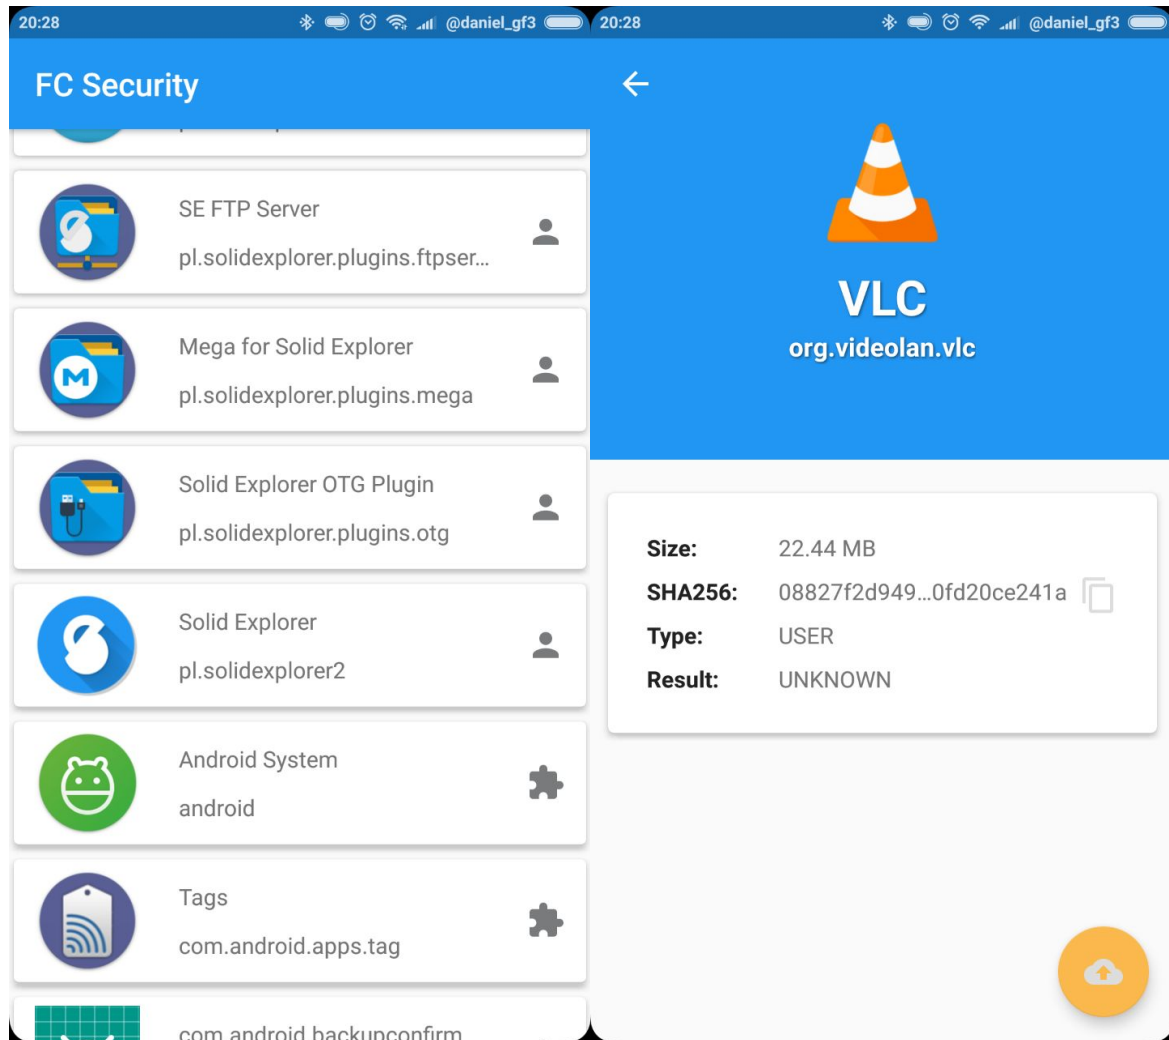 20:28
@daniel_gf3
FC Security
SE FTP Server
pl.solidexplorer.plugins.ftpser...
Mega for Solid Explorer
pl.solidexplorer.plugins.mega
Solid Explorer OTG Plugin
pl.solidexplorer.plugins.otg
Solid Explorer
pl.solidexplorer2
Android System
android
Tags
com.android.apps.tag
com.android.backupconfirm
20:28
@daniel_gf3
VLC
org.videolan.vlc
Size: 22.44 MB
SHA256: 08827f2d949...0fd20ce241a
Type: USER
Result: UNKNOWN